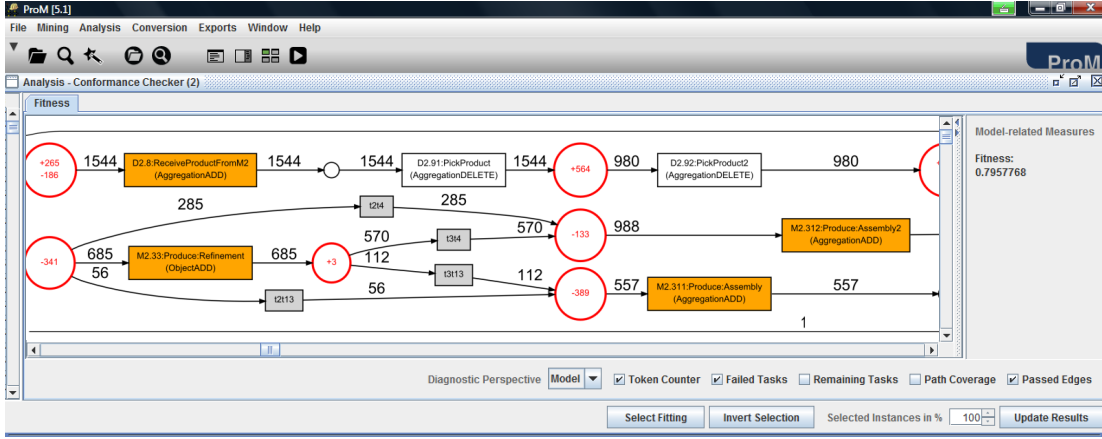 ProM [5.1]
File Mining Analysis Conversion Exports Window Help
ProM
Analysis - Conformance Checker (2)
Fitness
Model-related Measures
Fitness:
0.7957768
+265
-186
1544
D2.8:ReceiveProductFromM2
(AggregationADD)
1544
1544
D2.91:PickProduct
(AggregationDELETE)
1544
+564
980
D2.92:PickProduct2
(AggregationDELETE)
980
285
t2t4
285
-341
685
M2.33:Produce:Refinement
(ObjectADD)
685
+3
570
t3t4
570
-133
988
M2.312:Produce:Assembly2
(AggregationADD)
112
t3t13
112
56
t2t13
56
-389
557
M2.311:Produce:Assembly
(AggregationADD)
557
1
Diagnostic Perspective Model Token Counter Failed Tasks Remaining Tasks Path Coverage Passed Edges
Select Fitting Invert Selection Selected Instances in % 100 Update Results